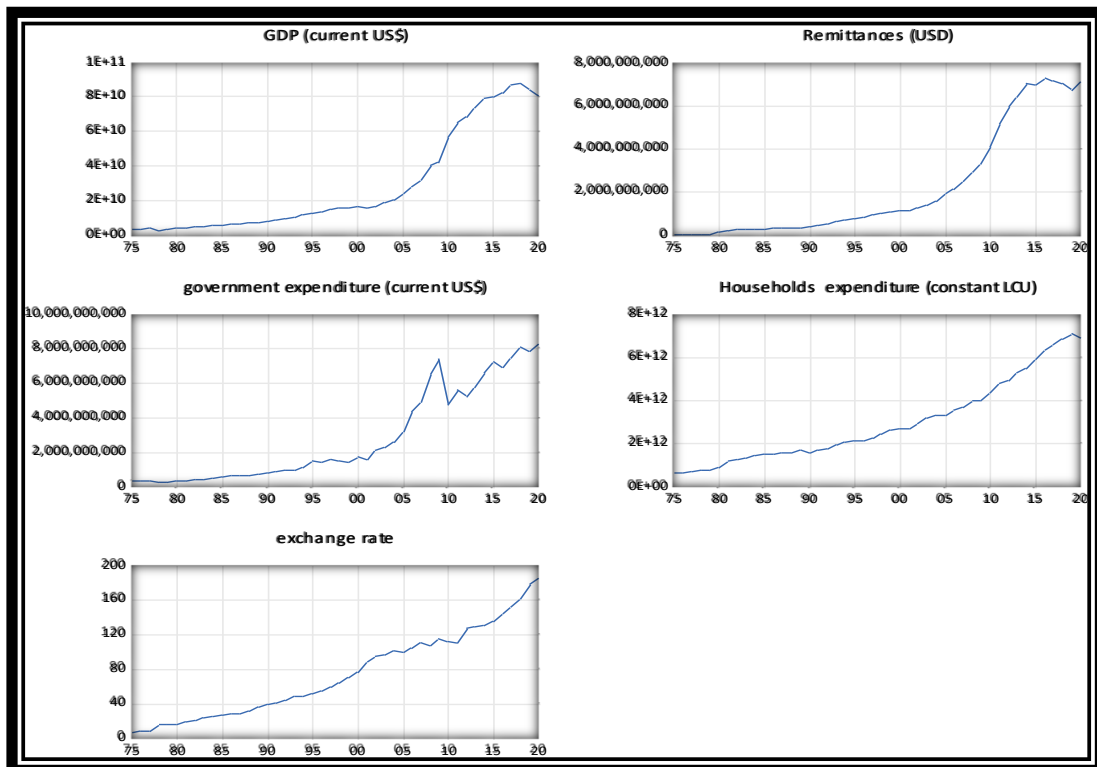 GDP (current US$)
1E+11
8E+10
6E+10
4E+10
2E+10
0E+00
75 80 85 90 95 00 05 10 15 20
Remittances (USD)
8,000,000,000
6,000,000,000
4,000,000,000
2,000,000,000
0
75 80 85 90 95 00 05 10 15 20
government expenditure (current US$)
10,000,000,000
8,000,000,000
6,000,000,000
4,000,000,000
2,000,000,000
0
75 80 85 90 95 00 05 10 15 20
Households expenditure (constant LCU)
8E+12
6E+12
4E+12
2E+12
0E+00
75 80 85 90 95 00 05 10 15 20
exchange rate
200
160
120
80
40
0
75 80 85 90 95 00 05 10 15 20